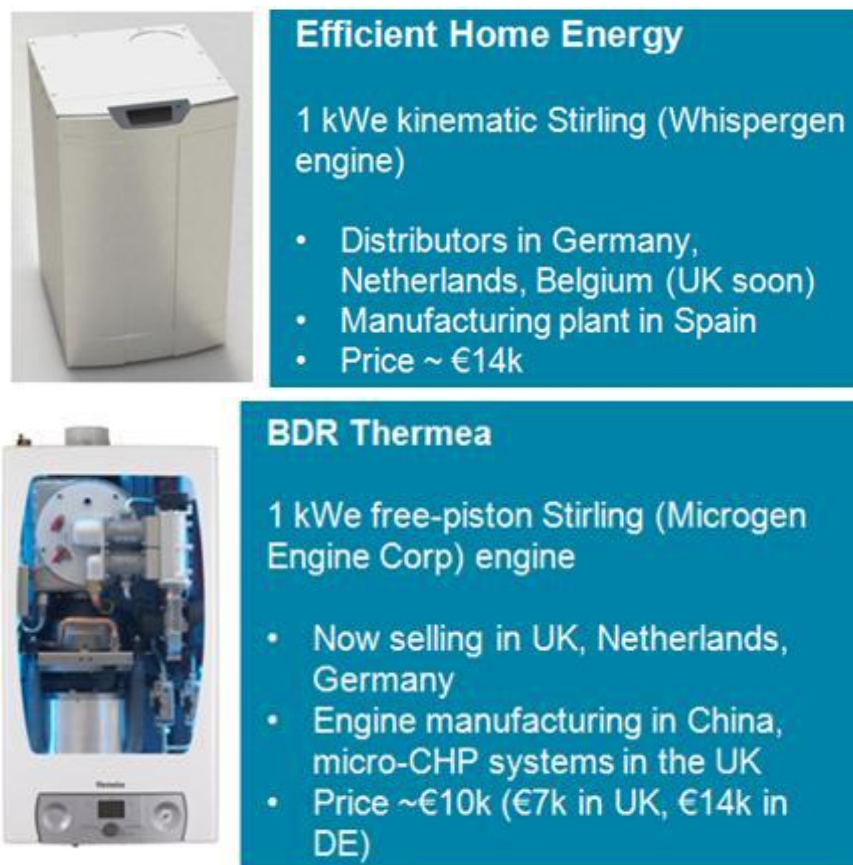 Efficient Home Energy
1 kWe kinematic Stirling (Whispergen
engine)
• Distributors in Germany,
Netherlands, Belgium (UK soon)
• Manufacturing plant in Spain
• Price ~ €14k
BDR Thermea
1 kWe free-piston Stirling (Microgen
Engine Corp) engine
• Now selling in UK, Netherlands,
Germany
• Engine manufacturing in China,
micro-CHP systems in the UK
• Price ~€10k (€7k in UK, €14k in
DE)